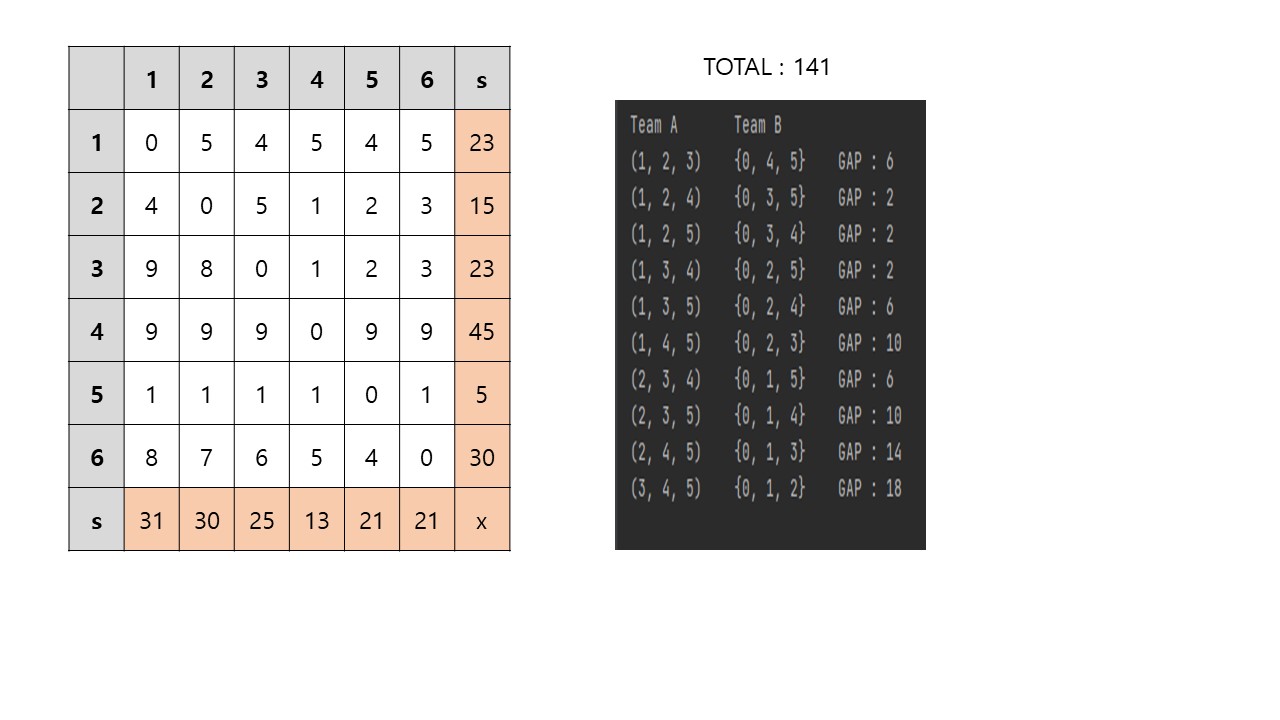 1 2 3 4 5 6 s
1 0 5 4 5 4 5 23
2 4 0 5 1 2 3 15
3 9 8 0 1 2 3 23
4 9 9 9 0 9 9 45
5 1 1 1 1 0 1 5
6 8 7 6 5 4 0 30
s 31 30 25 13 21 21 x
TOTAL : 141
Team A Team B
(1, 2, 3) {0, 4, 5} GAP : 6
(1, 2, 4) {0, 3, 5} GAP : 2
(1, 2, 5) {0, 3, 4} GAP : 2
(1, 3, 4) {0, 2, 5} GAP : 2
(1, 3, 5) {0, 2, 4} GAP : 6
(1, 4, 5) {0, 2, 3} GAP : 10
(2, 3, 4) {0, 1, 5} GAP : 6
(2, 3, 5) {0, 1, 4} GAP : 10
(2, 4, 5) {0, 1, 3} GAP : 14
(3, 4, 5) {0, 1, 2} GAP : 18